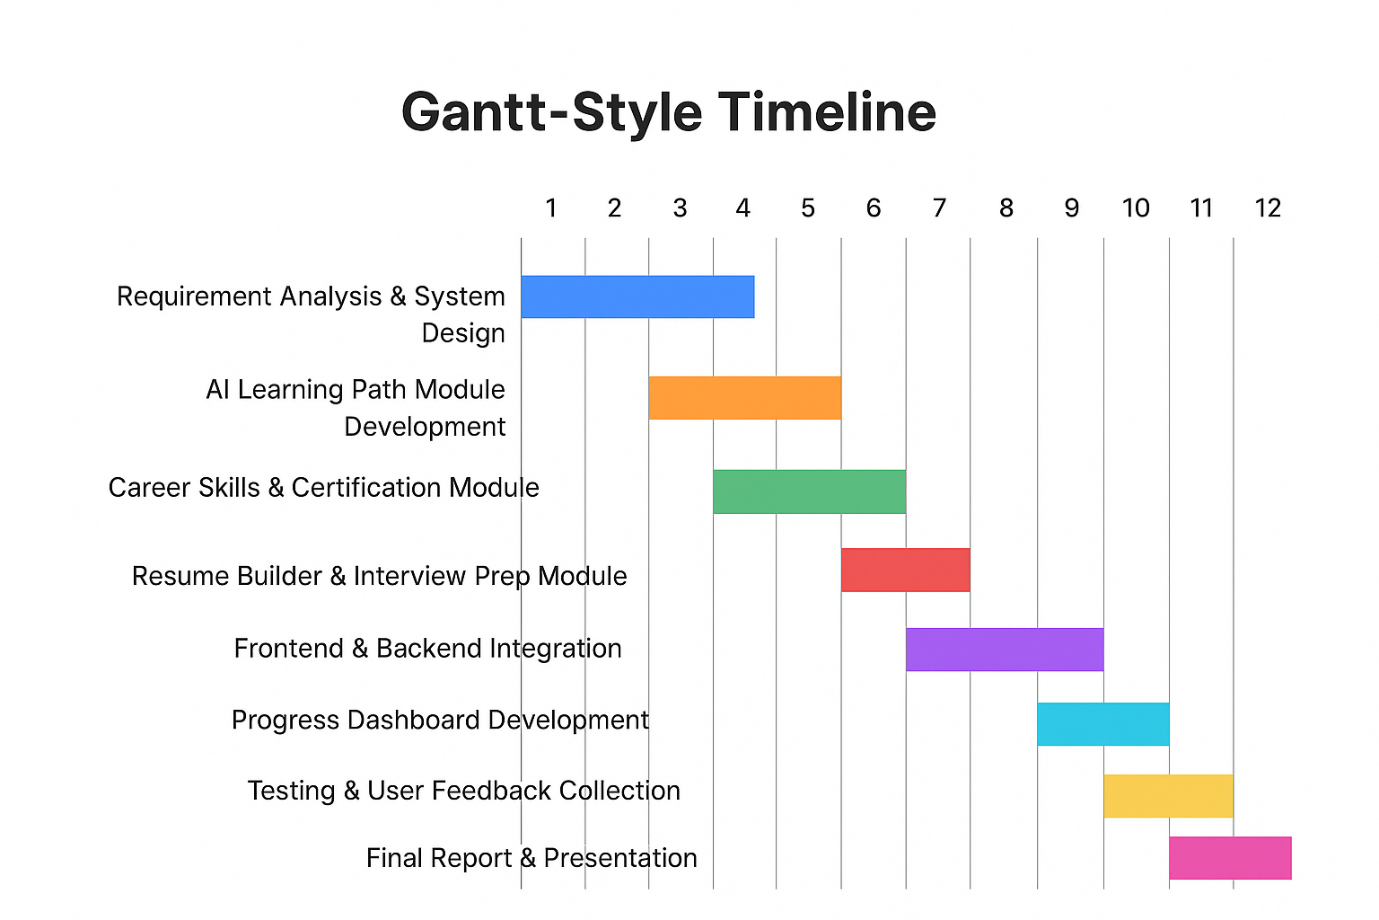 Gantt-Style Timeline
1 2 3 4 5 6 7 8 9 10 11 12
Requirement Analysis & System
Design
AI Learning Path Module
Development
Career Skills & Certification Module
Resume Builder & Interview Prep Module
Frontend & Backend Integration
Progress Dashboard Development
Testing & User Feedback Collection
Final Report & Presentation